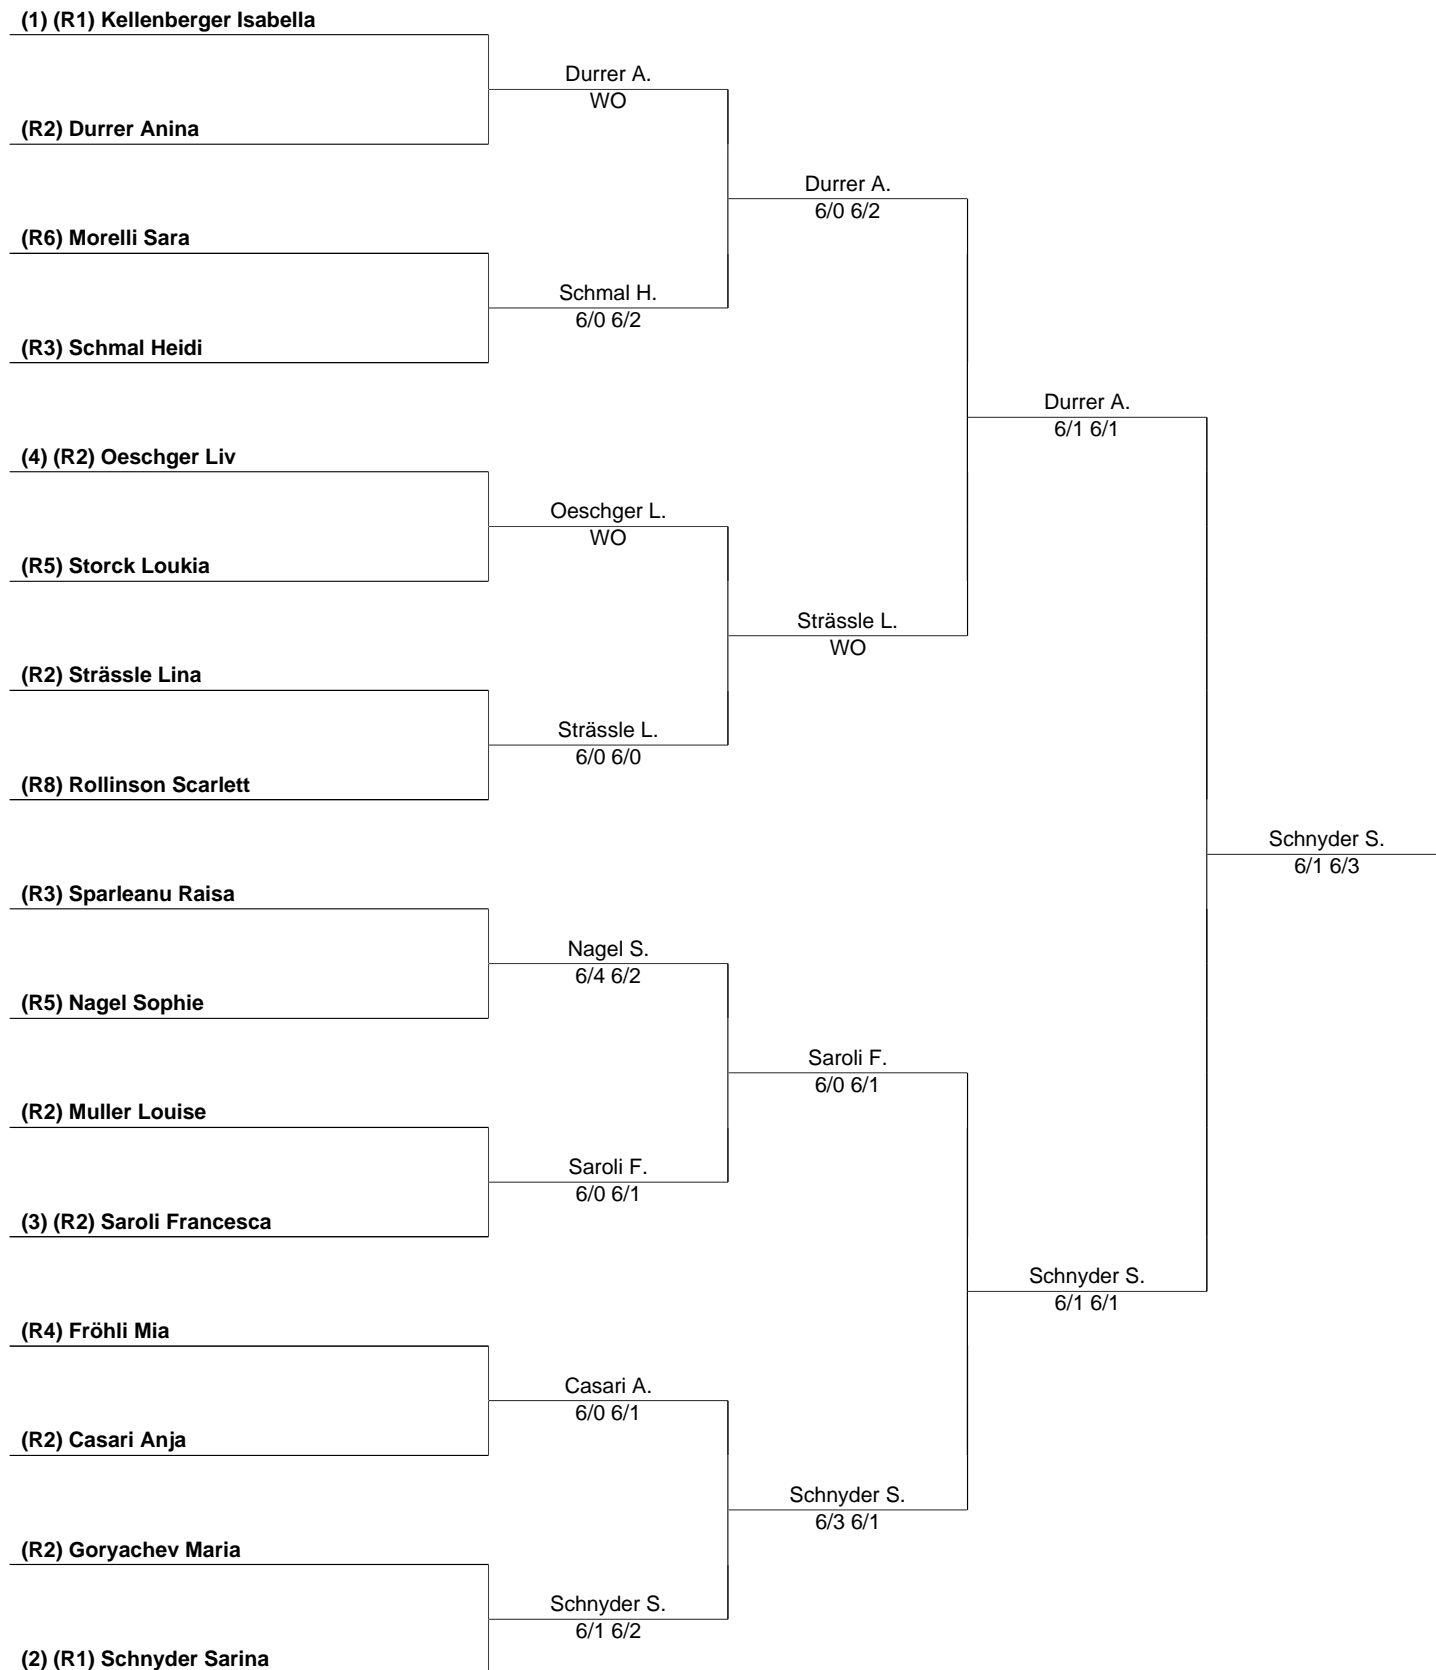 (1) (R1) Kellenberger Isabella
Durrer A.
WO
(R2) Durrer Anina
Durrer A.
6/0 6/2
(R6) Morelli Sara
Schmal H.
6/0 6/2
(R3) Schmal Heidi
Durrer A.
6/1 6/1
(4) (R2) Oeschger Liv
Oeschger L.
WO
(R5) Storck Loukia
Strässle L.
WO
(R2) Strässle Lina
Strässle L.
6/0 6/0
(R8) Rollinson Scarlett
Schnyder S.
6/1 6/3
(R3) Sparleanu Raisa
Nagel S.
6/4 6/2
(R5) Nagel Sophie
Saroli F.
6/0 6/1
(R2) Muller Louise
Saroli F.
6/0 6/1
(3) (R2) Saroli Francesca
Schnyder S.
6/1 6/1
(R4) Fröhli Mia
Casari A.
6/0 6/1
(R2) Casari Anja
Schnyder S.
6/3 6/1
(R2) Goryachev Maria
Schnyder S.
6/1 6/2
(2) (R1) Schnyder Sarina